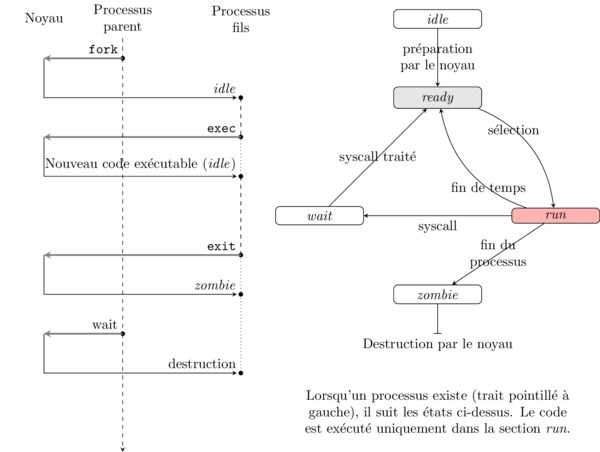 Noyau
Processus
parent
Processus
fils
fork
idle
exec
Nouveau code exécutable (idle)
exit
zombie
wait
destruction
idle
préparation
par le noyau
ready
sélection
syscall traité
fin de temps
wait
run
syscall
fin du
processus
zombie
Destruction par le noyau
Lorsqu'un processus existe (trait pointillé à
gauche), il suit les états ci-dessus. Le code
est exécuté uniquement dans la section run.